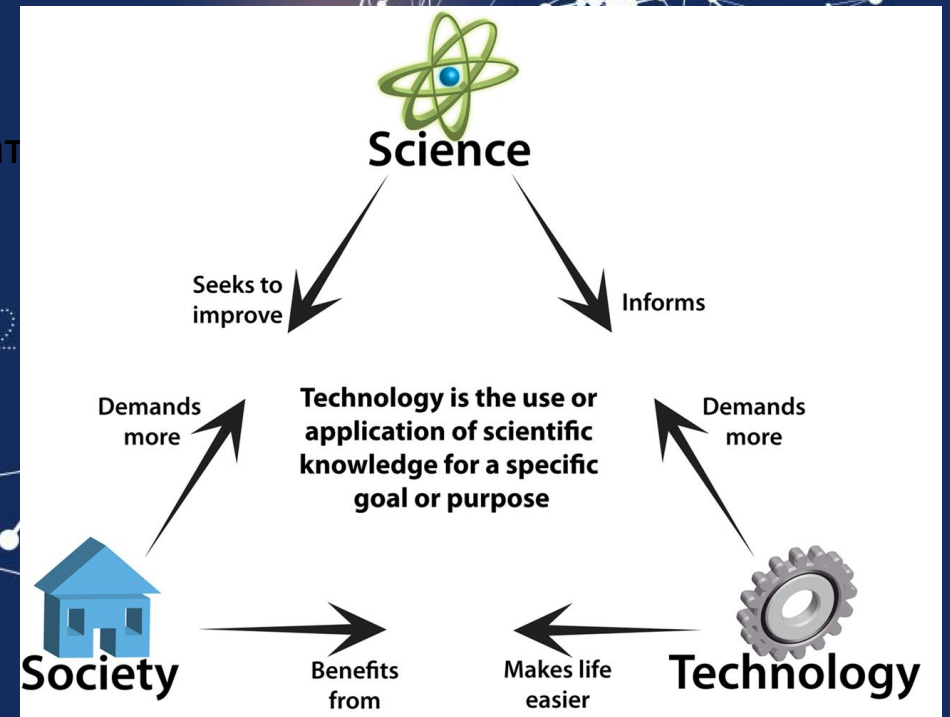 Science
Seeks to
improve
Informs
Demands
more
Technology is the use or
application of scientific
knowledge for a specific
goal or purpose
Demands
more
Society
Benefits
from
Makes life
easier
Technology